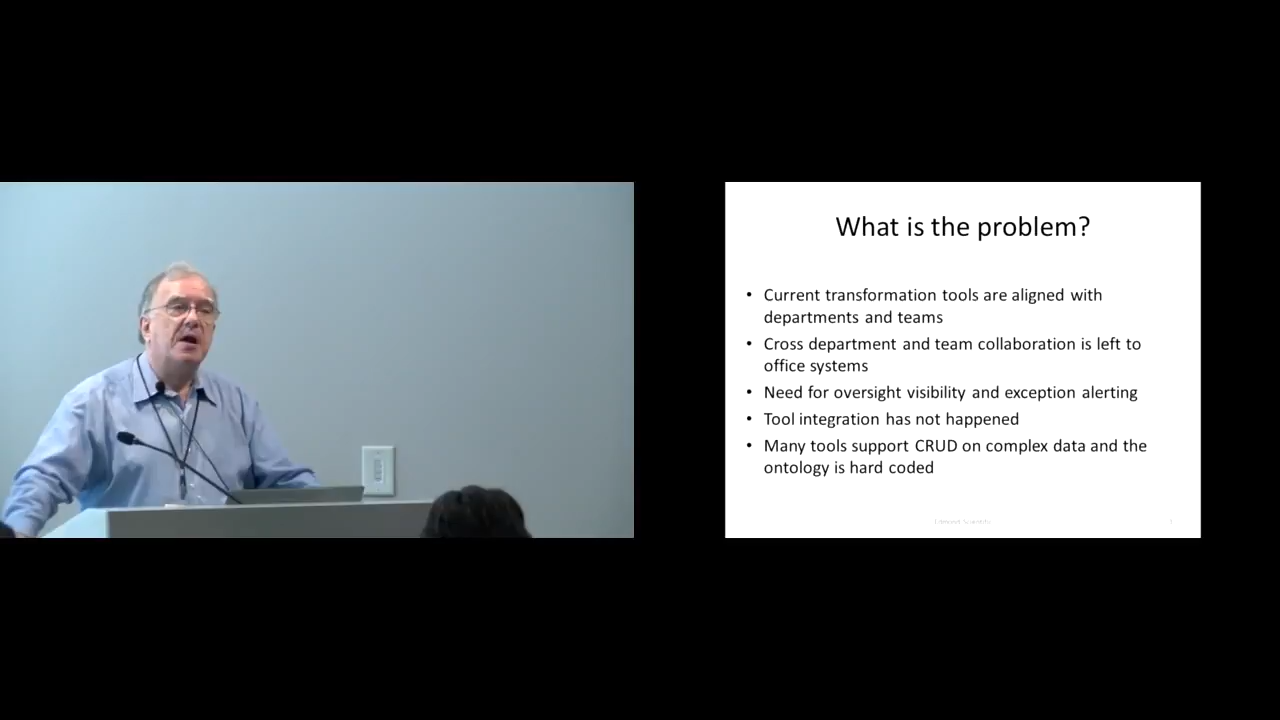 What is the problem?
• Current transformation tools are aligned with
departments and teams
• Cross department and team collaboration is left to
office systems
• Need for oversight visibility and exception alerting
• Tool integration has not happened
• Many tools support CRUD on complex data and the
ontology is hard coded